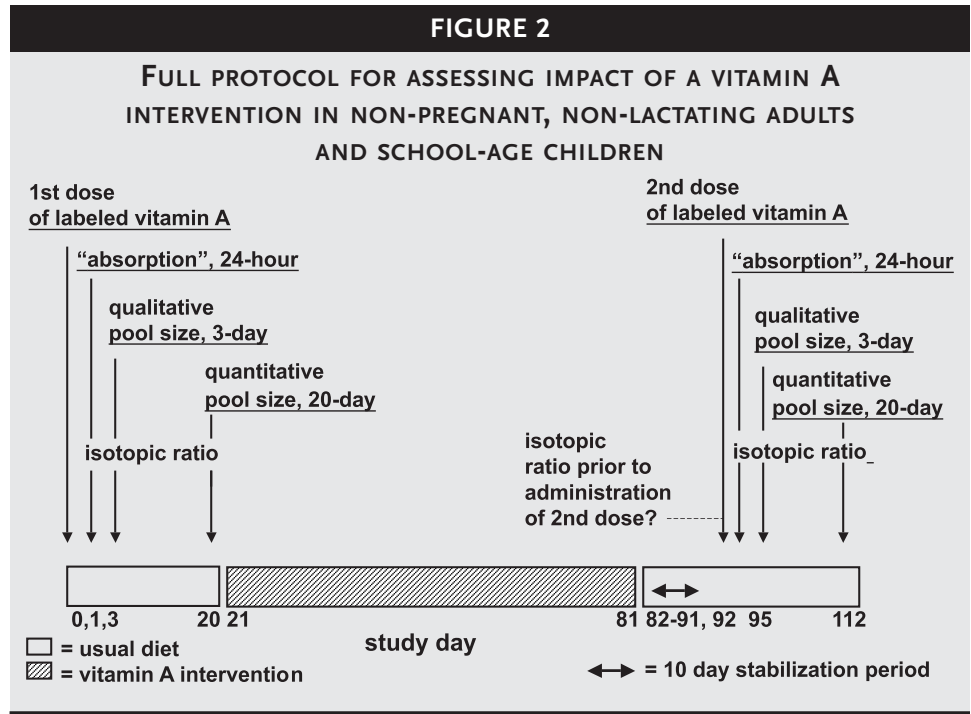 FIGURE 2
FULL PROTOCOL FOR ASSESSING IMPACT OF A VITAMIN A
INTERVENTION IN NON-PREGNANT, NON-LACTATING ADULTS
AND SCHOOL-AGE CHILDREN
1st dose
of labeled vitamin A
“absorption”, 24-hour
qualitative
pool size, 3-day
quantitative
pool size, 20-day
isotopic ratio
2nd dose
of labeled vitamin A
“absorption”, 24-hour
qualitative
pool size, 3-day
quantitative
pool size, 20-day
isotopic ratio_
isotopic
ratio prior to
administration
of 2nd dose?
0,1,3 20 21 81 82-91, 92 95 112
study day
= usual diet
= vitamin A intervention
= 10 day stabilization period